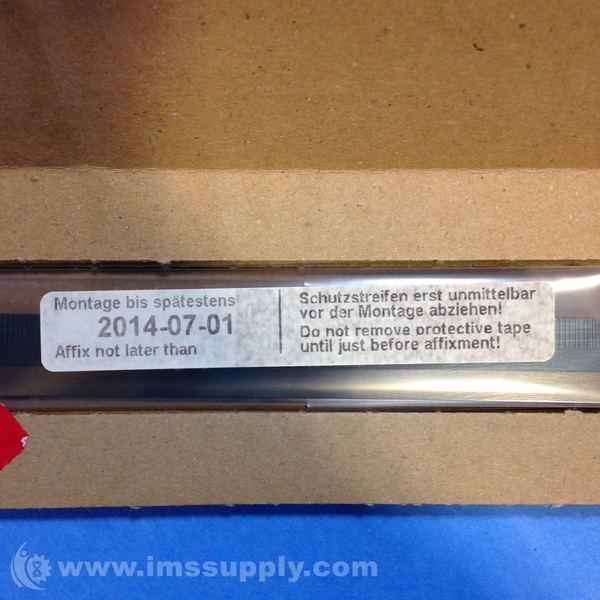 Montage bis spätestens
2014-07-01
Affix not later than
Schutzstreifen erst unmittelbar
vor der Montage abziehen!
Do not remove protective tape
until just before affixment!
www.imssupply.com